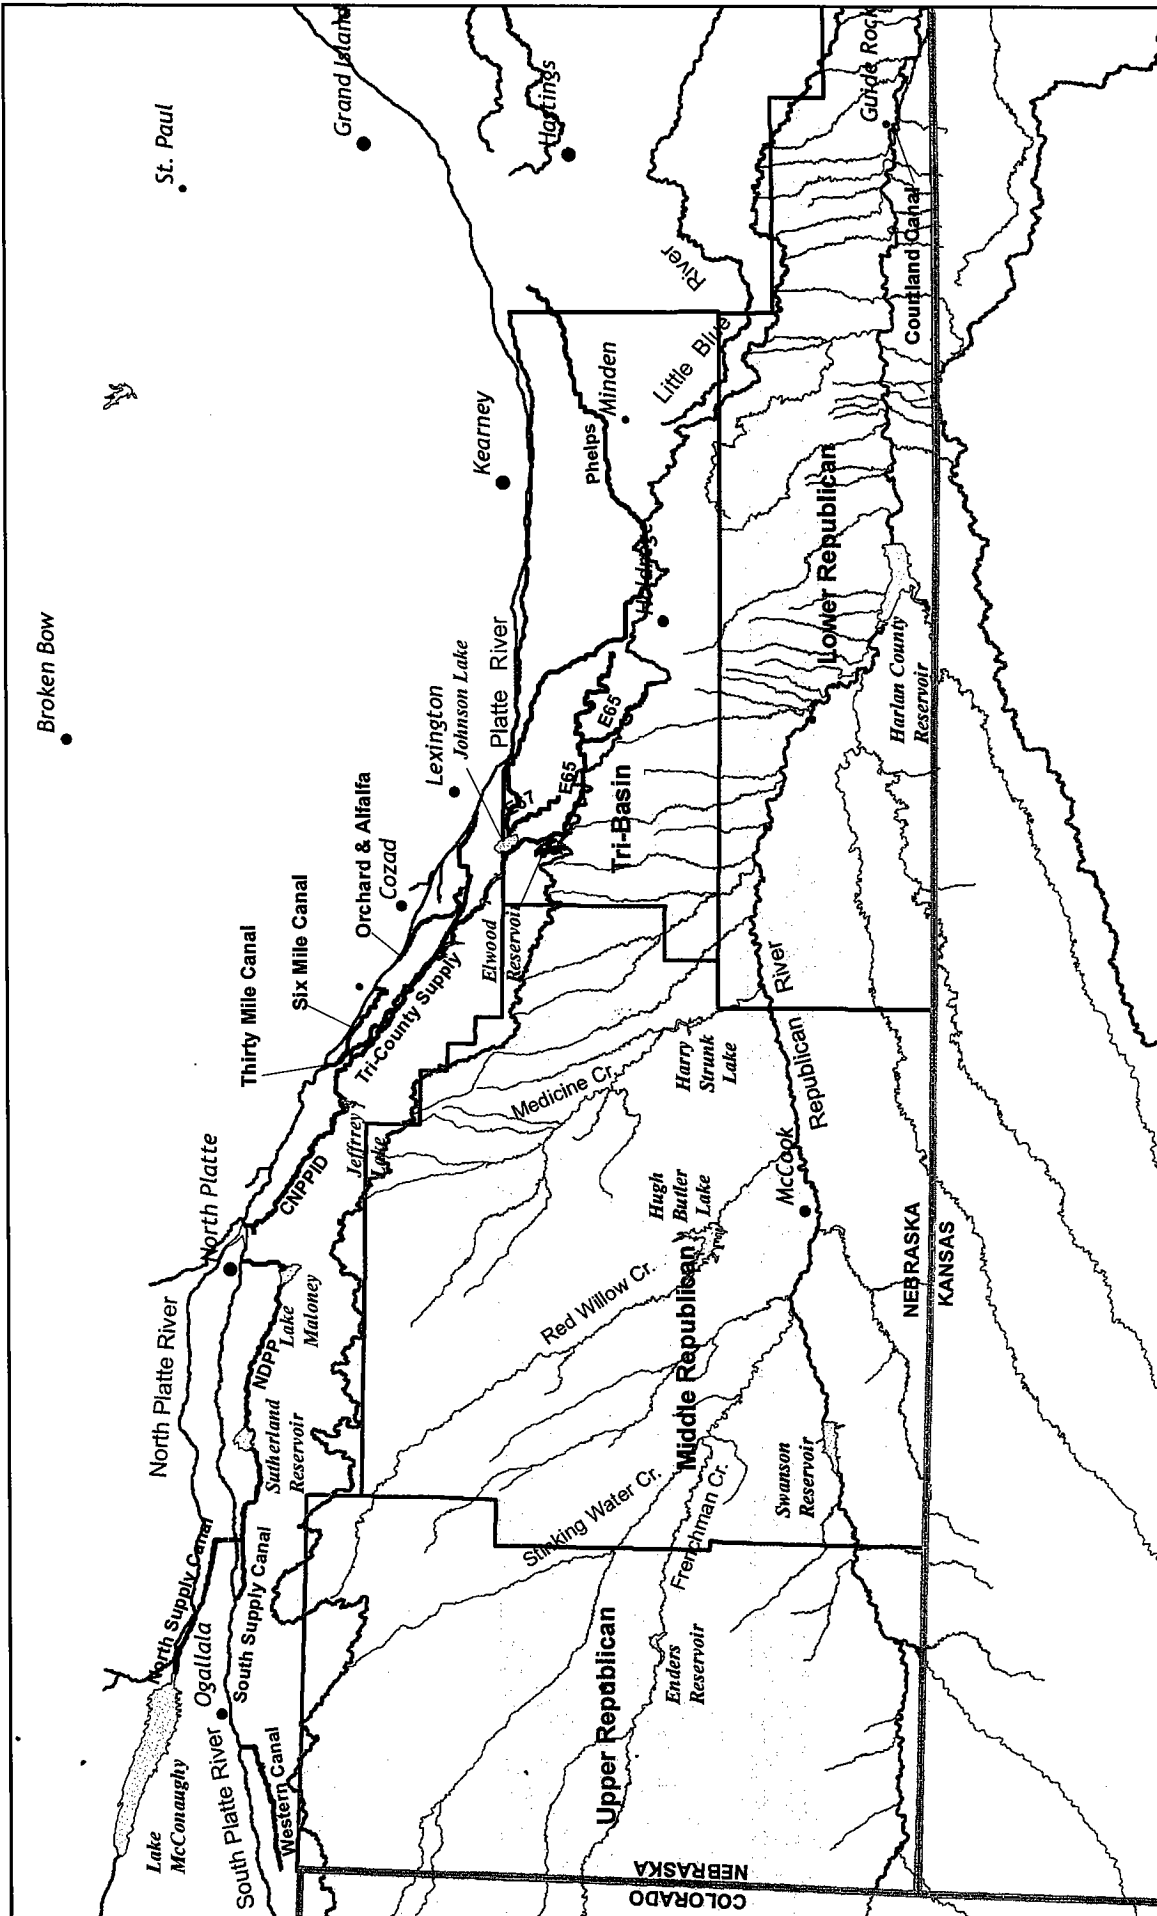 Broken Bow
St. Paul
Grand Island
Hastings
Kearney
Minden
Phelps
Little Blue
River
Guide Rock
Courtland Canal
Lexington
Johnson Lake
Platte River
Holdrege
Orchard & Alfalfa
Cozad
Six Mile Canal
Thirty Mile Canal
Tri-County Supply
E67
E65
E65
Tri-Basin
Elwood
Reservoir
Lower Republican
Harlan County
Reservoir
North Platte
CNPPID
Jeffrey
Lake
Medicine Cr.
Harry
Strunk
Lake
Republican
River
McCook
Hugh
Butler
Lake
Red Willow Cr.
Middle Republican
North Platte River
NDPP
Lake
Maloney
Sutherland
Reservoir
Stinking Water Cr.
Frenchman Cr.
Swanson
Reservoir
NEBRASKA
KANSAS
North Supply Canal
Ogallala
South Supply Canal
Lake
McConaughy
South Platte River
Western Canal
Upper Republican
Enders
Reservoir
NEBRASKA
COLORADO